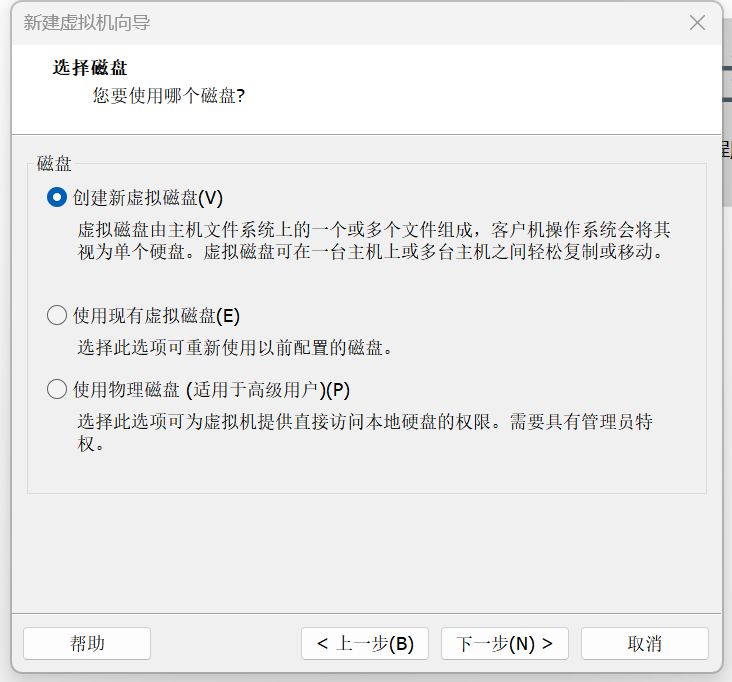 新建虚拟机向导
选择磁盘
您要使用哪个磁盘?
磁盘
创建新虚拟磁盘(V)
虚拟磁盘由主机文件系统上的一个或多个文件组成，客户机操作系统会将其
视为单个硬盘。虚拟磁盘可在一台主机上或多台主机之间轻松复制或移动。
使用现有虚拟磁盘(E)
选择此选项可重新使用以前配置的磁盘。
使用物理磁盘 (适用于高级用户)(P)
选择此选项可为虚拟机提供直接访问本地硬盘的权限。需要具有管理员特
权。
帮助
< 上一步(B)
下一步(N) >
取消